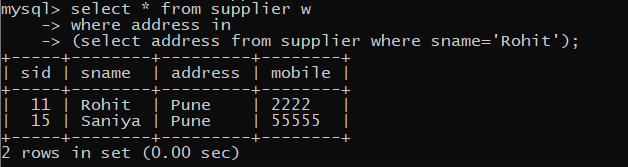 mysql> select * from supplier w
    -> where address in
    -> (select address from supplier where sname='Rohit');
+-----+--------+---------+--------+
| sid | sname  | address | mobile |
+-----+--------+---------+--------+
|  11 | Rohit  | Pune    | 2222   |
|  15 | Saniya | Pune    | 55555  |
+-----+--------+---------+--------+
2 rows in set (0.00 sec)